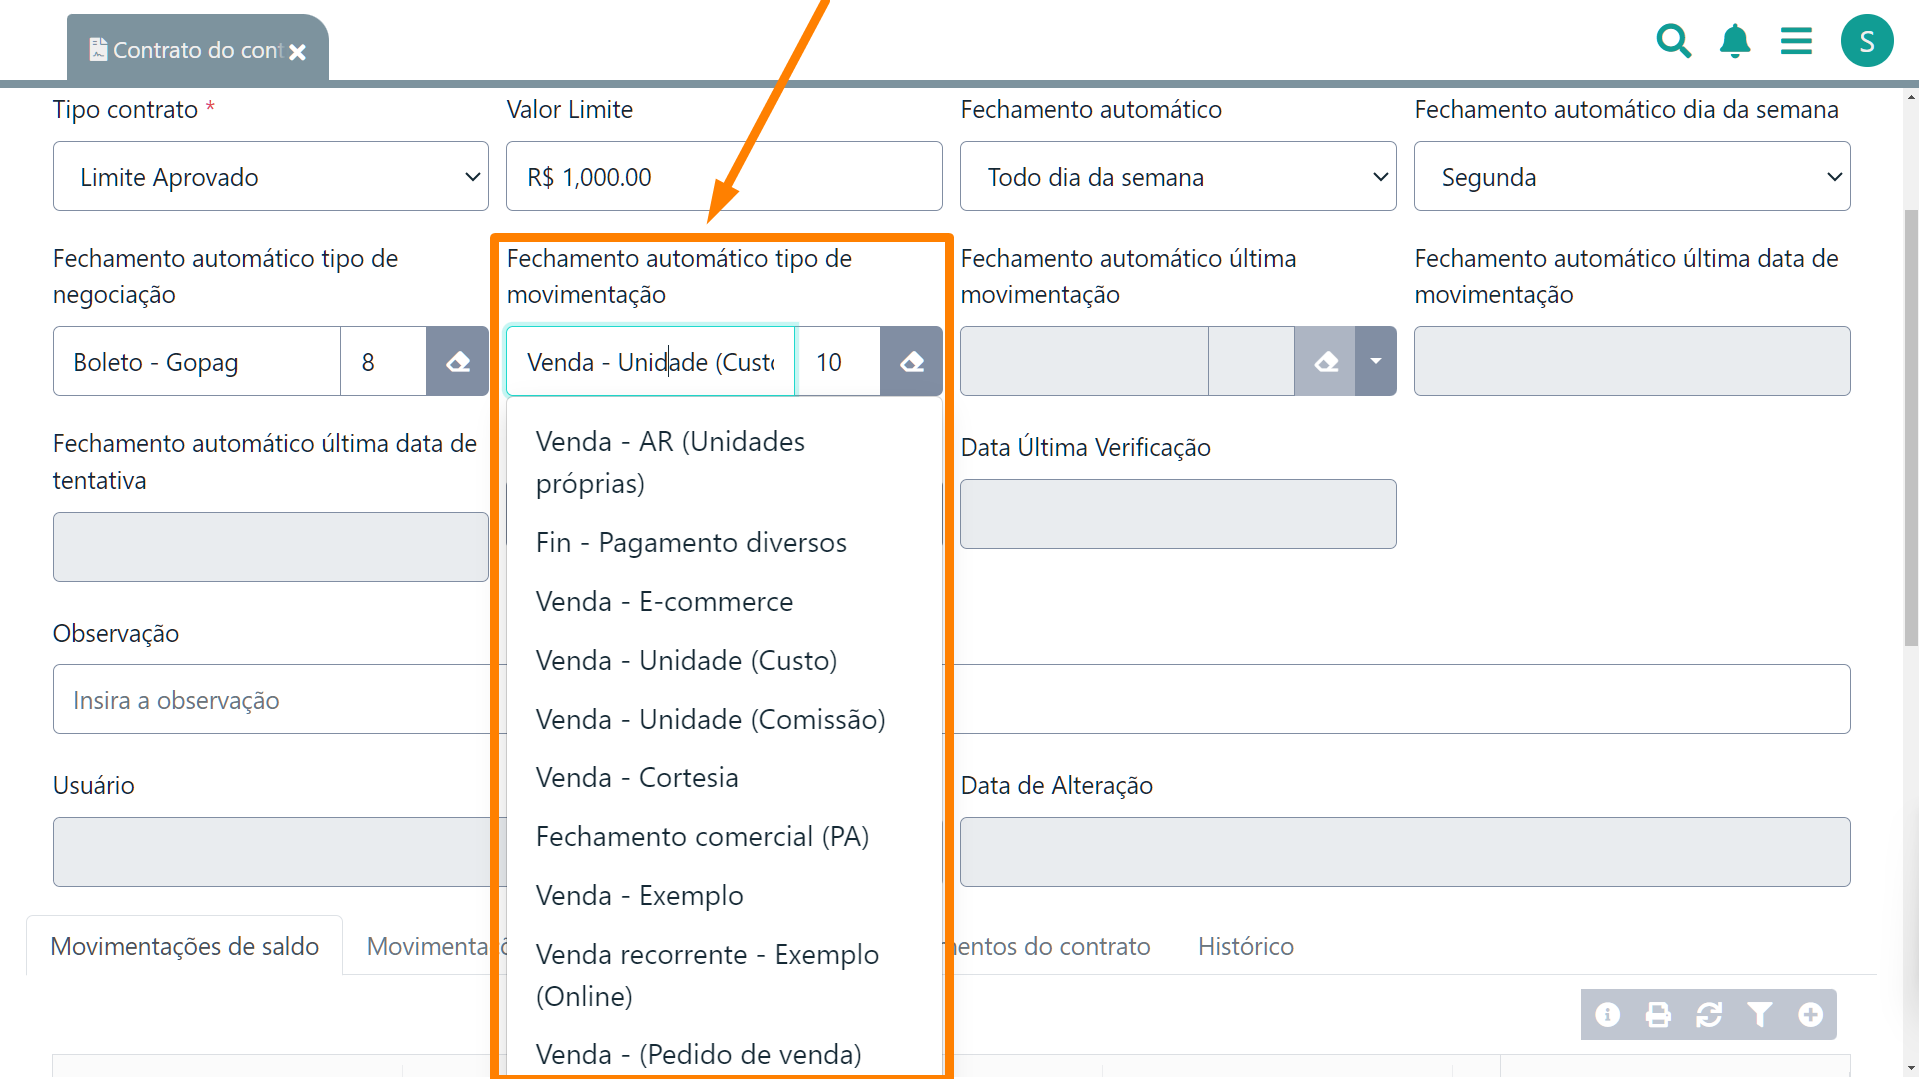 Contrato do cont
S
Tipo contrato *
Valor Limite
Fechamento automático
Fechamento automático dia da semana
Limite Aprovado
R$ 1,000.00
Todo dia da semana
Segunda
Fechamento automático tipo de
negociação
Fechamento automático tipo de
movimentação
Fechamento automático última
movimentação
Fechamento automático última data de
movimentação
Boleto - Gopag
8
Venda - Unidade (Custo
10
Fechamento automático última data de
tentativa
Data Última Verificação
Venda - AR (Unidades
próprias)
Fin - Pagamento diversos
Venda - E-commerce
Venda - Unidade (Custo)
Venda - Unidade (Comissão)
Venda - Cortesia
Fechamento comercial (PA)
Venda - Exemplo
Venda recorrente - Exemplo
(Online)
Venda - (Pedido de venda)
Observação
Insira a observação
Usuário
Data de Alteração
Movimentações de saldo
Movimentaçõ
mentos do contrato
Histórico